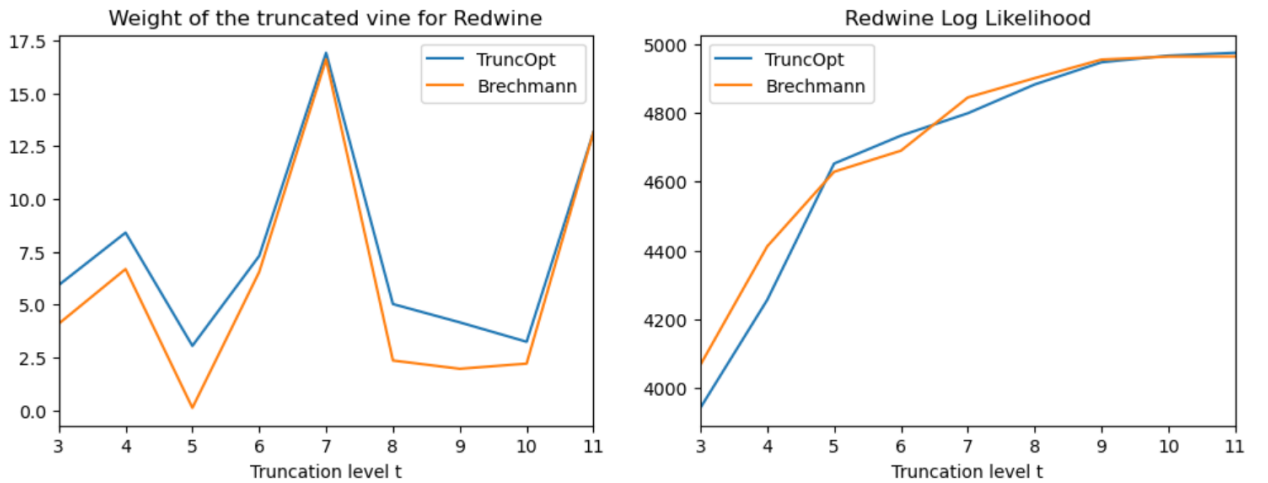 Weight of the truncated vine for Redwine
17.5
15.0
12.5
10.0
7.5
5.0
2.5
0.0
TruncOpt
Brechmann
3 4 5 6 7 8 9 10 11
Truncation level t
Redwine Log Likelihood
5000
4800
4600
4400
4200
4000
TruncOpt
Brechmann
3 4 5 6 7 8 9 10 11
Truncation level t